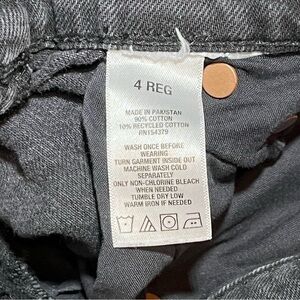 4 REG
MADE IN PAKISTAN
90% COTTON
10% RECYCLED COTTON
RN154379
WASH ONCE BEFORE
WEARING
TURN GARMENT INSIDE OUT
MACHINE WASH COLD
SEPARATELY
ONLY NON-CHLORINE BLEACH
WHEN NEEDED
TUMBLE DRY LOW
WARM IRON IF NEEDED